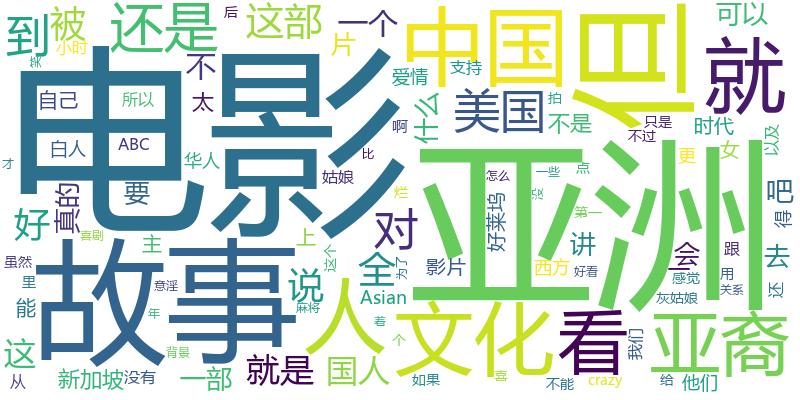 到
被
后
还是
这部
一个
中国
但
可以
就
笑
小时
不
片
爱情
支持
美国
拍
只是
不过
时代
以及
自己
所以
太
什么
不是
电影
白人
ABC
华人
啊
比
更
女
才
姑娘
烂
怎么
一些
点
亚洲
真的
要
没
吧
好
对
好莱坞
第一
得
喜剧
主
上
讲
会
跟
去
虽然
里
意淫
说
这个
全
为了
影片
西方
好看
感觉
用
关系
还
能
年
故事
麻将
Asian
灰姑娘
这
人
文化
看
我们
亚裔
着
个
背景
从
新加坡
没有
一部
就是
国人
如果
喜
不能
crazy
给
他们